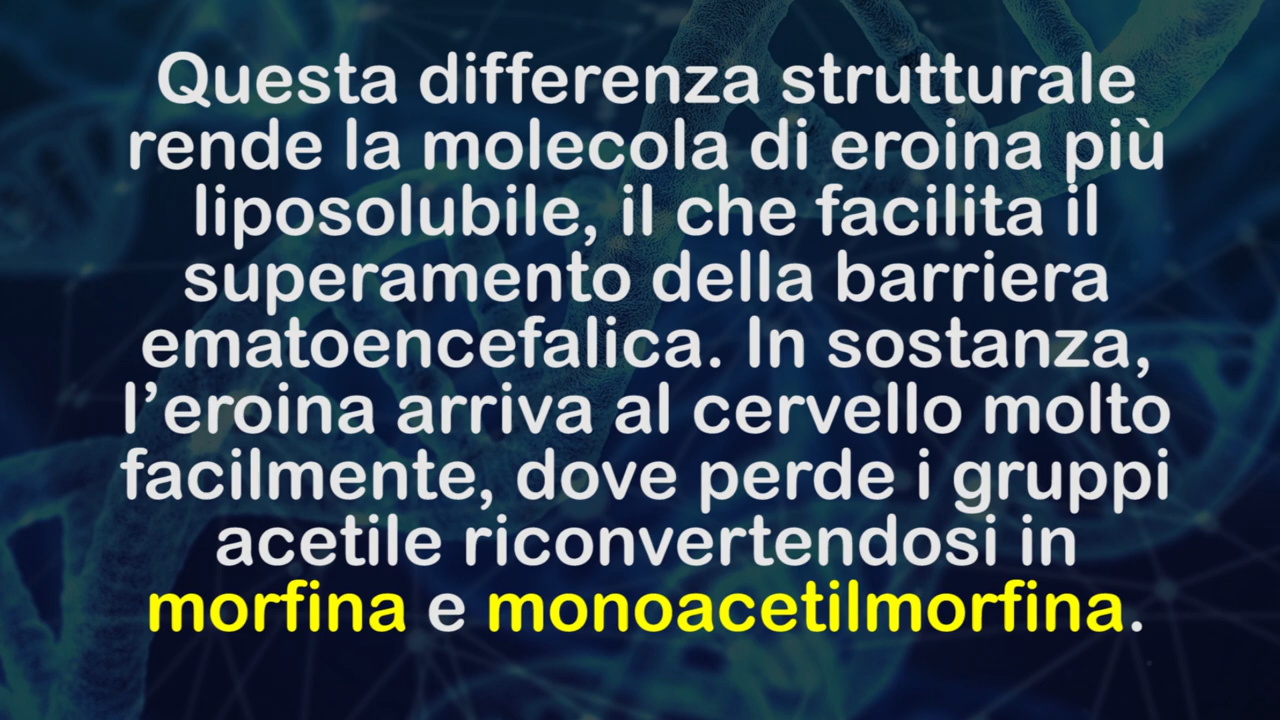 Questa differenza strutturale
rende la molecola di eroina più
liposolubile, il che facilita il
superamento della barriera
ematoencefalica. In sostanza,
l’eroina arriva al cervello molto
facilmente, dove perde i gruppi
acetile riconvertendosi in
morfina e monoacetilmorfina.